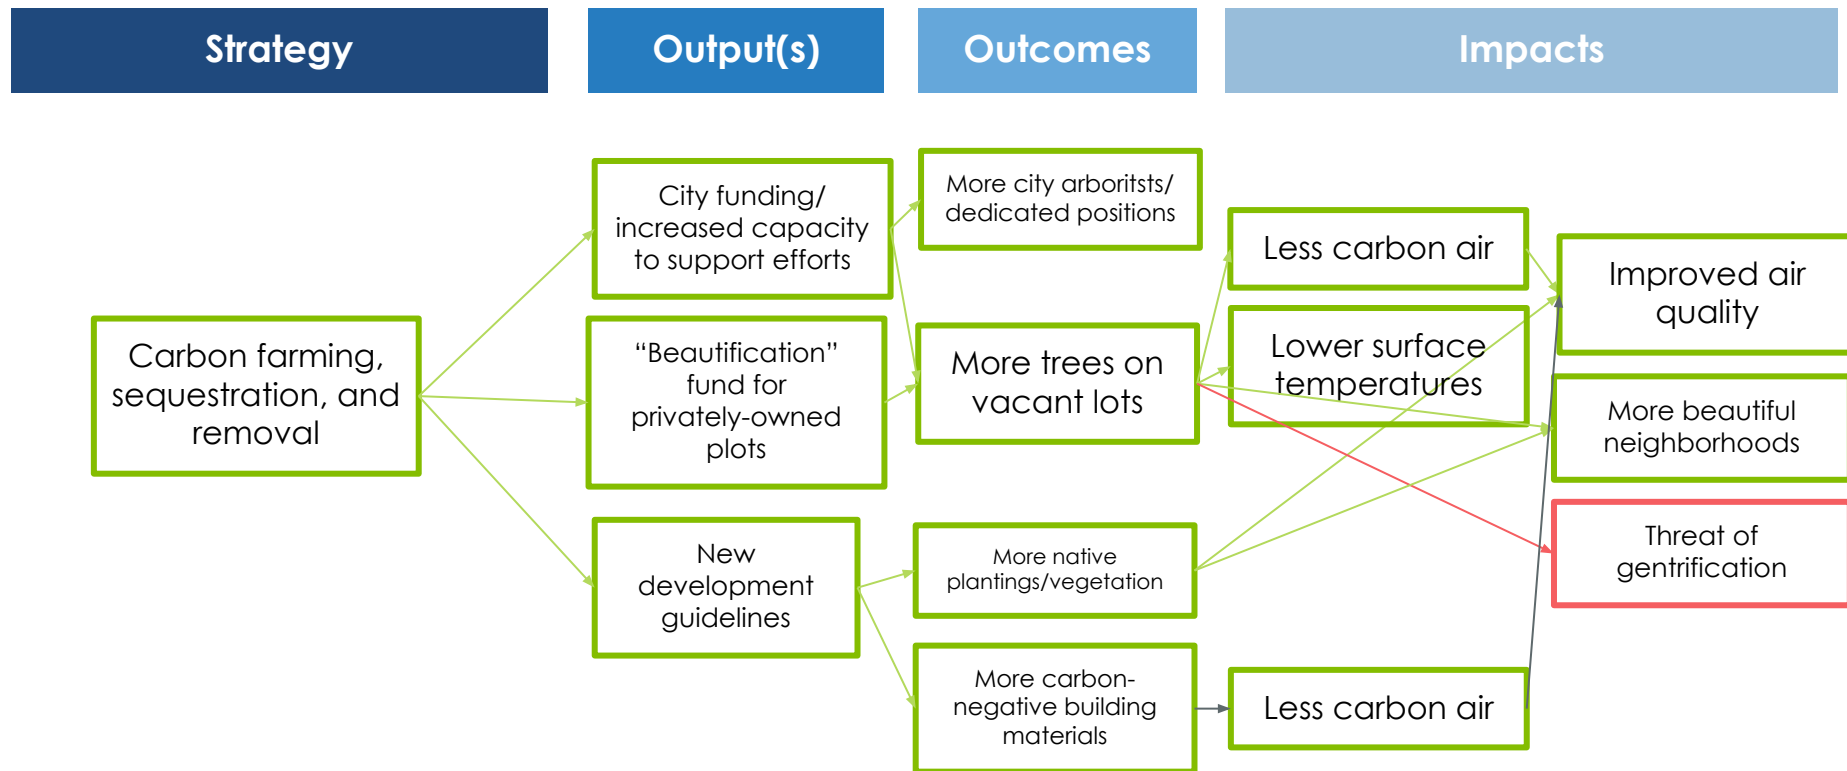 Strategy
Output(s)
Outcomes
Impacts
Carbon farming,
sequestration, and
removal
City funding/
increased capacity
to support efforts
“Beautification”
fund for
privately-owned
plots
New
development
guidelines
More city arboritsts/
dedicated positions
More trees on
vacant lots
More native
plantings/vegetation
More carbon-
negative building
materials
Less carbon air
Lower surface
temperatures
Less carbon air
Improved air
quality
More beautiful
neighborhoods
Threat of
gentrification